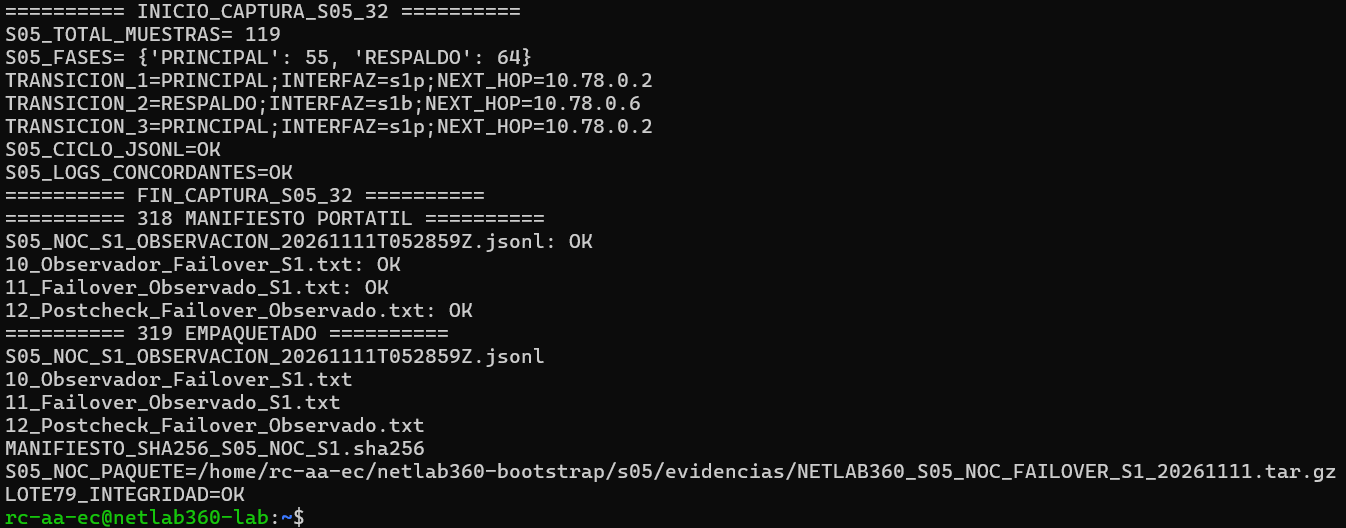 ========== INICIO_CAPTURA_S05_32 ==========
S05_TOTAL_MUESTRAS= 119
S05_FASES= {'PRINCIPAL': 55, 'RESPALDO': 64}
TRANSICION_1=PRINCIPAL;INTERFAZ=s1p;NEXT_HOP=10.78.0.2
TRANSICION_2=RESPALDO;INTERFAZ=s1b;NEXT_HOP=10.78.0.6
TRANSICION_3=PRINCIPAL;INTERFAZ=s1p;NEXT_HOP=10.78.0.2
S05_CICLO_JSONL=OK
S05_LOGS_CONCORDANTES=OK
========== FIN_CAPTURA_S05_32 ==========
========== 318 MANIFIESTO PORTATIL ==========
S05_NOC_S1_OBSERVACION_20261111T052859Z.jsonl: OK
10_Observador_Failover_S1.txt: OK
11_Failover_Observado_S1.txt: OK
12_Postcheck_Failover_Observado.txt: OK
========== 319 EMPAQUETADO ==========
S05_NOC_S1_OBSERVACION_20261111T052859Z.jsonl
10_Observador_Failover_S1.txt
11_Failover_Observado_S1.txt
12_Postcheck_Failover_Observado.txt
MANIFIESTO_SHA256_S05_NOC_S1.sha256
S05_NOC_PAQUETE=/home/rc-aa-ec/netlab360-bootstrap/s05/evidencias/NETLAB360_S05_NOC_FAILOVER_S1_20261111.tar.gz
LOTE79_INTEGRIDAD=OK
rc-aa-ec@netlab360-lab:~$